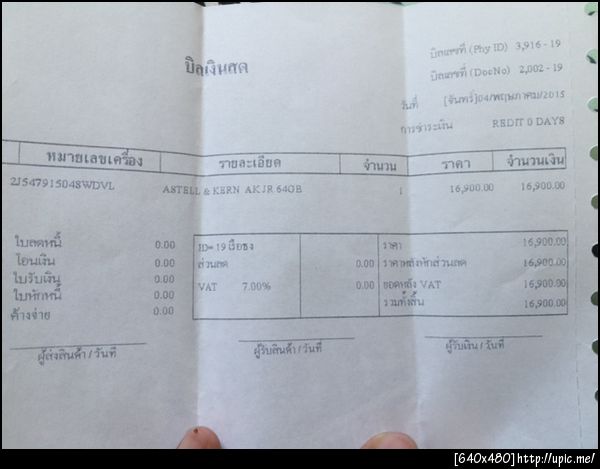 บิลเงินสด
บิลเลขที่ (Phy ID) 3,916 - 19
บิลเลขที่ (DocNo) 2,002 - 19
วันที่ [จันทร์]04/พฤษภาคม/2015
การชำระเงิน REDIT 0 DAYS
หมายเลขเครื่อง รายละเอียด จำนวน ราคา จำนวนเงิน
2J547915048WDVL ASTELL & KERN AK JR 64GB 1 16,900.00 16,900.00
ใบลดหนี้ 0.00 ID= 19 เรืองธง ราคา 16,900.00
โอนเงิน 0.00 ส่วนลด 0.00 ราคาหลังหักส่วนลด 16,900.00
ใบรับเงิน 0.00 VAT 7.00% 0.00 ยอดหลัง VAT 16,900.00
ใบหักหนี้ 0.00 รวมทั้งสิ้น 16,900.00
ค้างจ่าย 0.00
ผู้ส่งสินค้า / วันที่ ผู้รับสินค้า / วันที่ ผู้รับเงิน / วันที่
[640x480]http://upic.me/